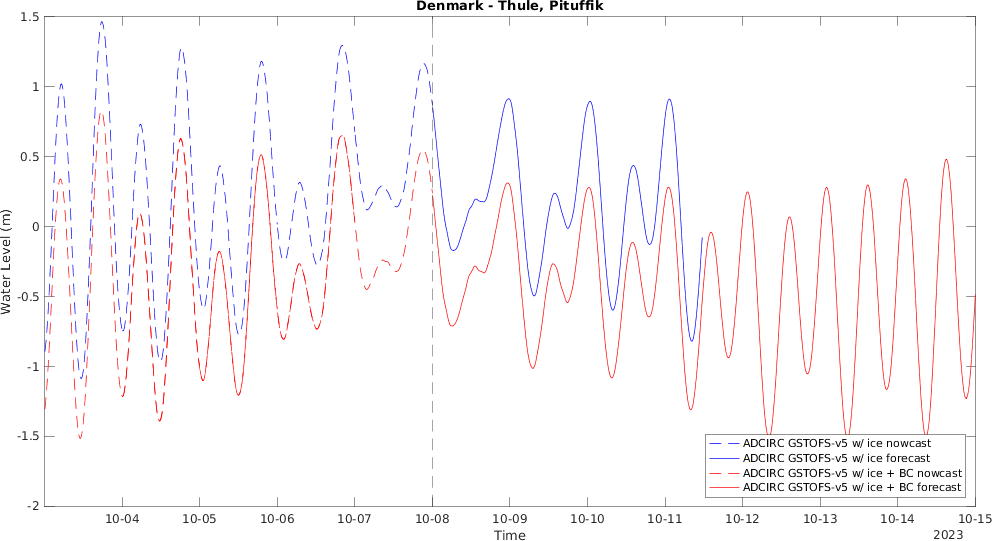 Denmark - Thule, Pituffik
Water Level (m)
1.5
1
0.5
0
-0.5
-1
-1.5
-2
ADCIRC GSTOFS-v5 w/ ice nowcast
ADCIRC GSTOFS-v5 w/ ice forecast
ADCIRC GSTOFS-v5 w/ ice + BC nowcast
ADCIRC GSTOFS-v5 w/ ice + BC forecast
10-04 10-05 10-06 10-07 10-08 10-09 10-10 10-11 10-12 10-13 10-14 10-15
Time
2023